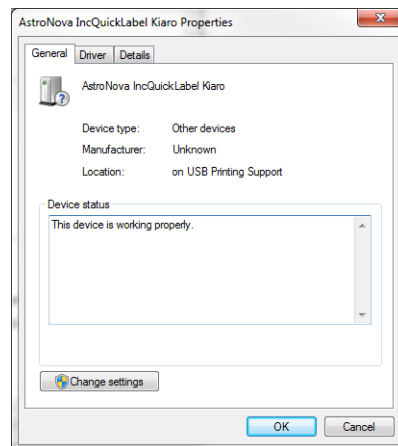 AstroNova IncQuickLabel Kiaro Properties
General Driver Details
AstroNova IncQuickLabel Kiaro
Device type: Other devices
Manufacturer: Unknown
Location: on USB Printing Support
Device status
This device is working properly.
Change settings
OK Cancel